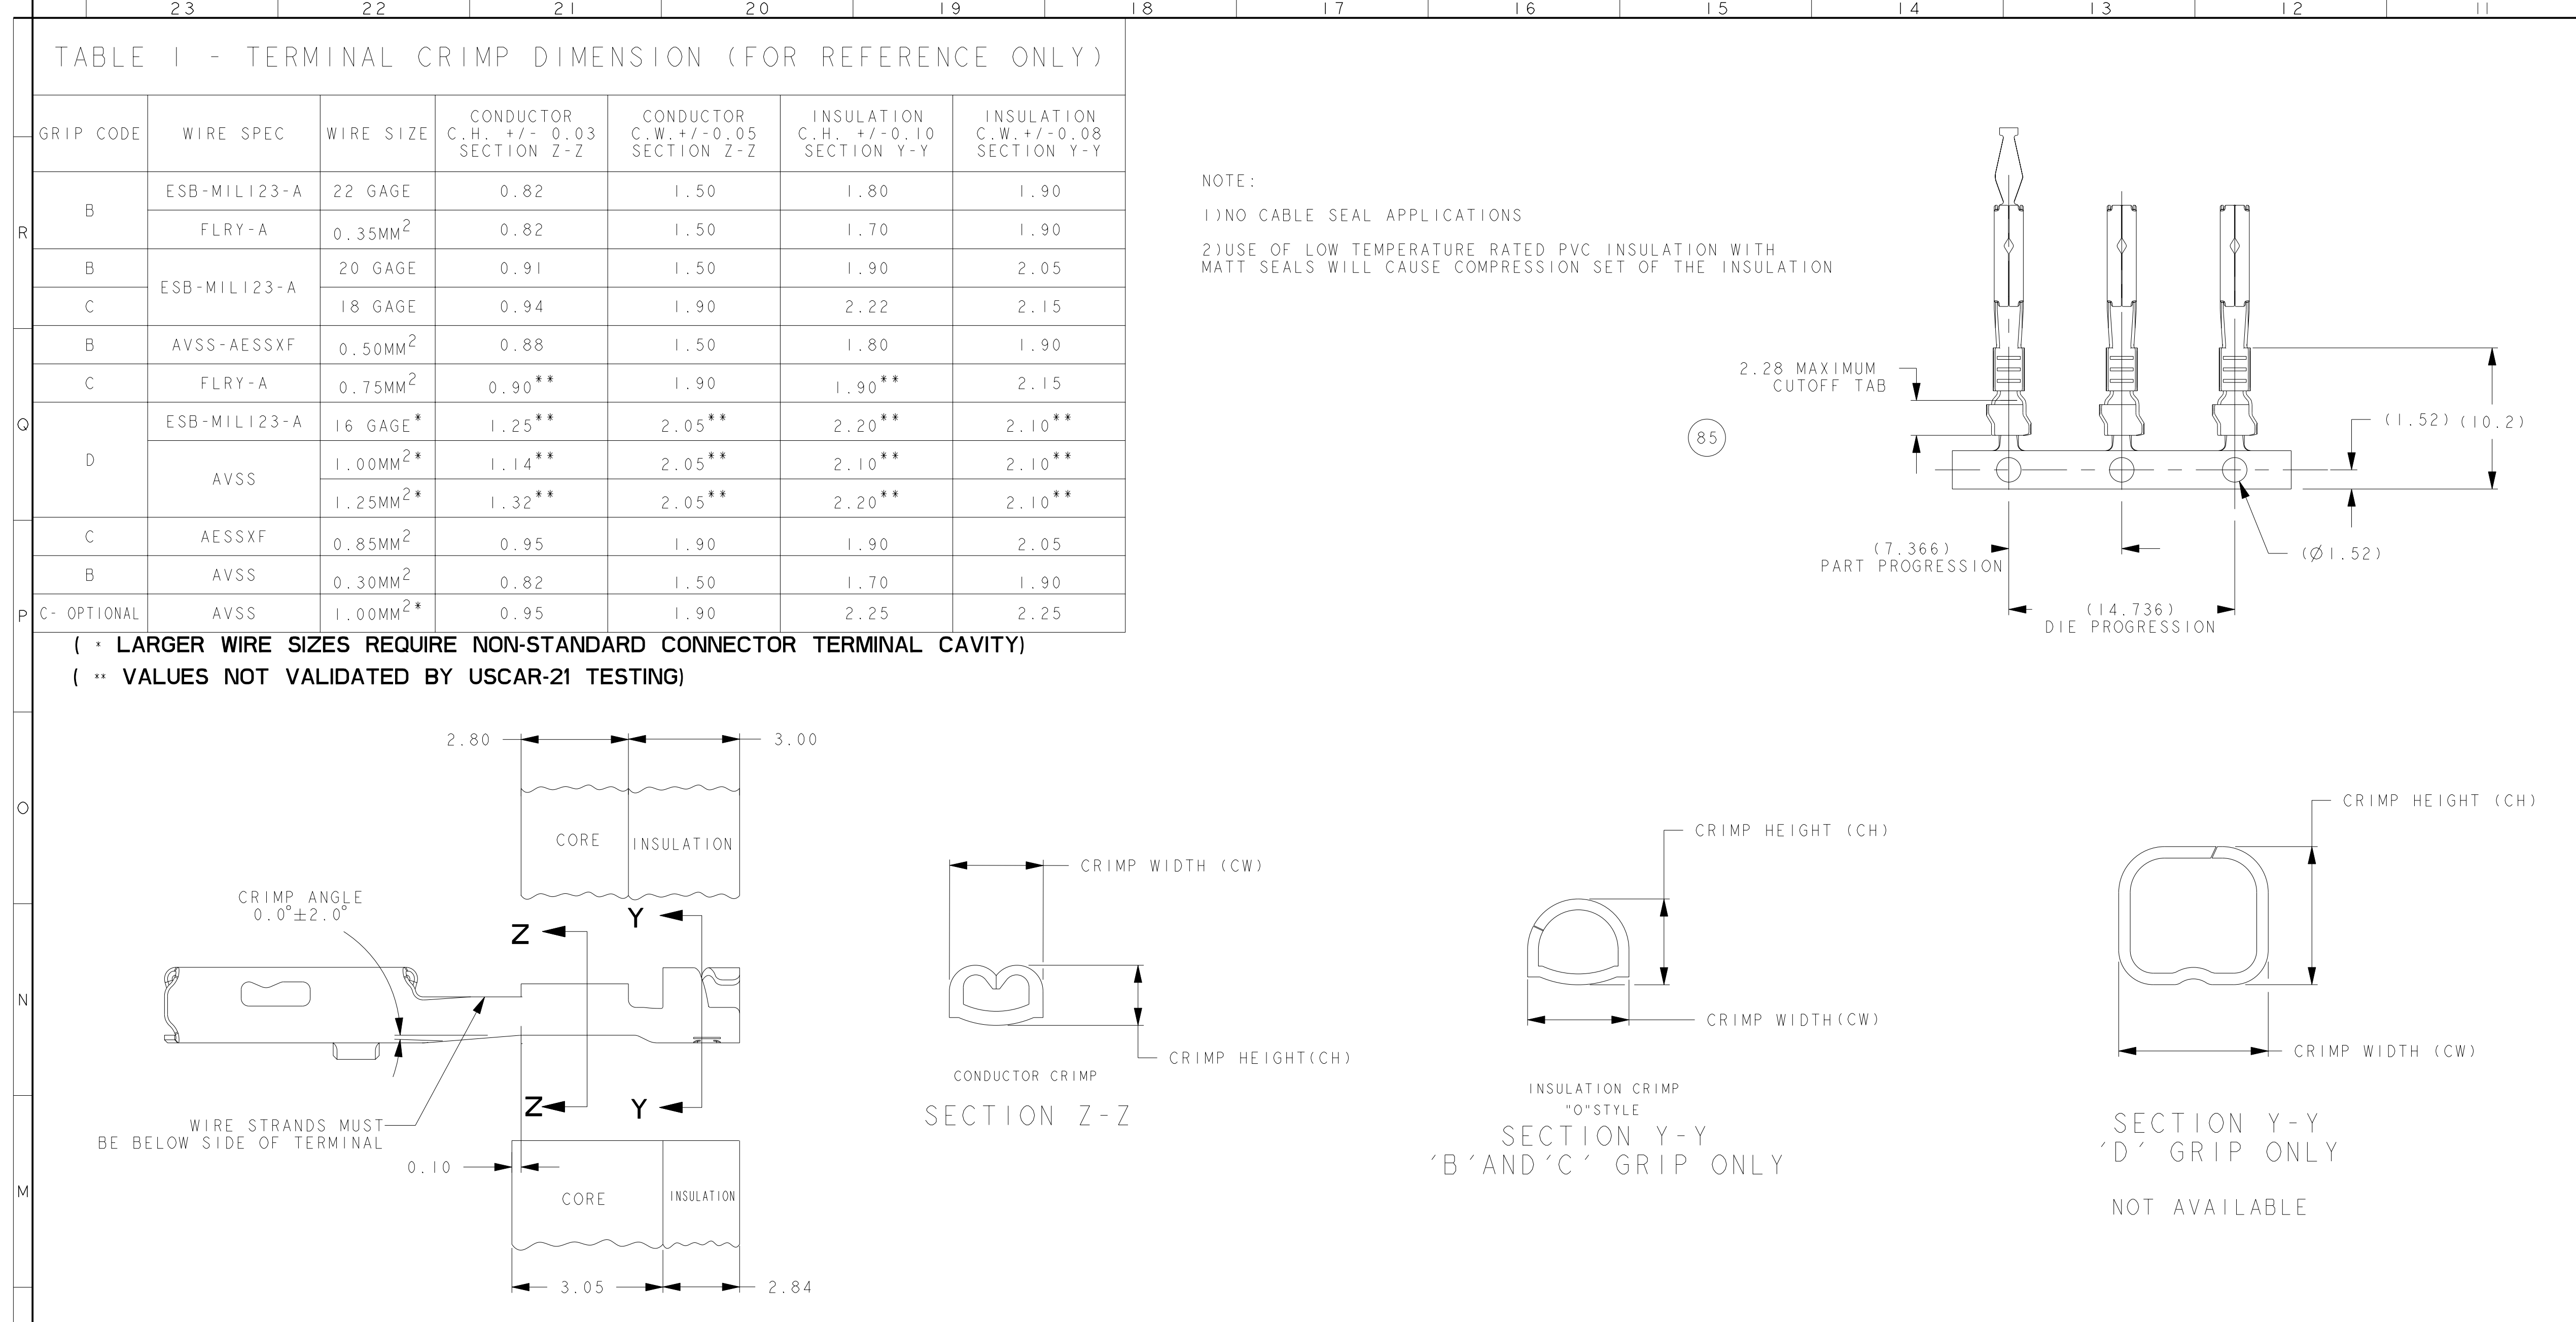 23 22 21 20 19 18 17 16 15 14 13 12 11
TABLE 1 - TERMINAL CRIMP DIMENSION (FOR REFERENCE ONLY)
GRIP CODE WIRE SPEC WIRE SIZE CONDUCTOR C.H. +/- 0.03 SECTION Z-Z CONDUCTOR C.W.+/-0.05 SECTION Z-Z INSULATION C.H. +/-0.10 SECTION Y-Y INSULATION C.W.+/-0.08 SECTION Y-Y
B ESB-M1L123-A 22 GAGE 0.82 1.50 1.80 1.90
FLRY-A 0.35MM² 0.82 1.50 1.70 1.90
B ESB-M1L123-A 20 GAGE 0.91 1.50 1.90 2.05
C 18 GAGE 0.94 1.90 2.22 2.15
B AVSS-AESSXF 0.50MM² 0.88 1.50 1.80 1.90
C FLRY-A 0.75MM² 0.90** 1.90 1.90** 2.15
D ESB-M1L123-A 16 GAGE* 1.25** 2.05** 2.20** 2.10**
AVSS 1.00MM²* 1.14** 2.05** 2.10** 2.10**
1.25MM²* 1.32** 2.05** 2.20** 2.10**
C AESSXF 0.85MM² 0.95 1.90 1.90 2.05
B AVSS 0.30MM² 0.82 1.50 1.70 1.90
C- OPTIONAL AVSS 1.00MM²* 0.95 1.90 2.25 2.25
( * LARGER WIRE SIZES REQUIRE NON-STANDARD CONNECTOR TERMINAL CAVITY)
( ** VALUES NOT VALIDATED BY USCAR-21 TESTING)
R
Q
P
O
N
M
NOTE:
1)NO CABLE SEAL APPLICATIONS
2)USE OF LOW TEMPERATURE RATED PVC INSULATION WITH
MATT SEALS WILL CAUSE COMPRESSION SET OF THE INSULATION
2.28 MAXIMUM
CUTOFF TAB
85
(1.52)
(10.2)
(7.366)
PART PROGRESSION
(Ø1.52)
(14.736)
DIE PROGRESSION
2.80
3.00
CORE
INSULATION
CRIMP ANGLE
0.0°±2.0°
Z
Y
Z
Y
WIRE STRANDS MUST
BE BELOW SIDE OF TERMINAL
0.10
CORE
INSULATION
3.05
2.84
CRIMP WIDTH (CW)
CRIMP HEIGHT(CH)
CONDUCTOR CRIMP
SECTION Z-Z
CRIMP HEIGHT (CH)
CRIMP WIDTH(CW)
INSULATION CRIMP
"O"STYLE
SECTION Y-Y
'B'AND'C' GRIP ONLY
CRIMP HEIGHT (CH)
CRIMP WIDTH (CW)
SECTION Y-Y
'D' GRIP ONLY
NOT AVAILABLE